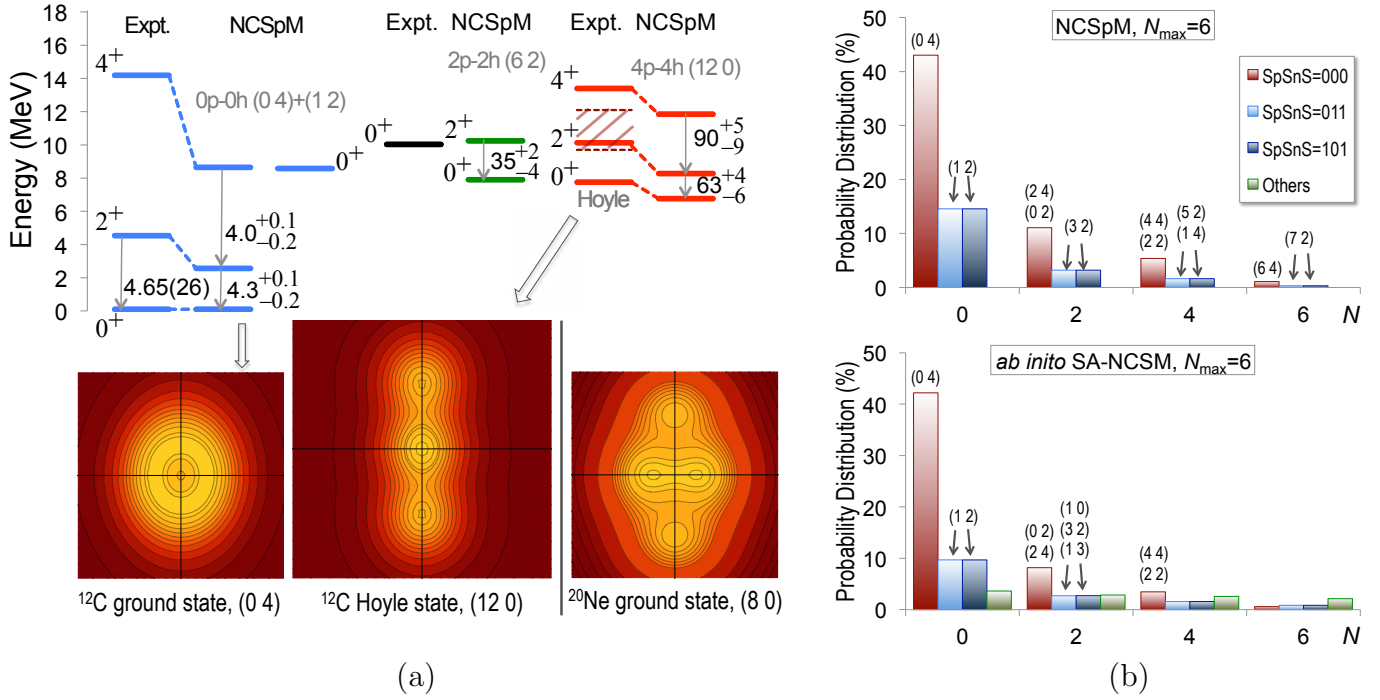 Energy (MeV)
18
16
14
12
10
8
6
4
2
0
Expt. NCSpM
4+
0p-0h (0 4)+(1 2)
0+
2+
4.65(26)
4.0 +0.1 −0.2
4.3 +0.1 −0.2
0+
Expt. NCSpM
2p-2h (6 2)
0+
2+
35 +2 −4
0+
Expt. NCSpM
4p-4h (12 0)
4+
2+
0+
Hoyle
90 +5 −9
63 +4 −6
12C ground state, (0 4)
12C Hoyle state, (12 0)
20Ne ground state, (8 0)
(a)
NCSpM, Nmax=6
Probability Distribution (%)
50
40
30
20
10
0
(0 4)
(1 2)
(2 4)
(0 2)
(3 2)
(4 4)
(2 2)
(5 2)
(1 4)
(6 4)
(7 2)
SpSnS=000
SpSnS=011
SpSnS=101
Others
0 2 4 6 N
ab inito SA-NCSM, Nmax=6
Probability Distribution (%)
50
40
30
20
10
0
(0 4)
(1 2)
(0 2)
(2 4)
(1 0)
(3 2)
(1 3)
(4 4)
(2 2)
0 2 4 6 N
(b)